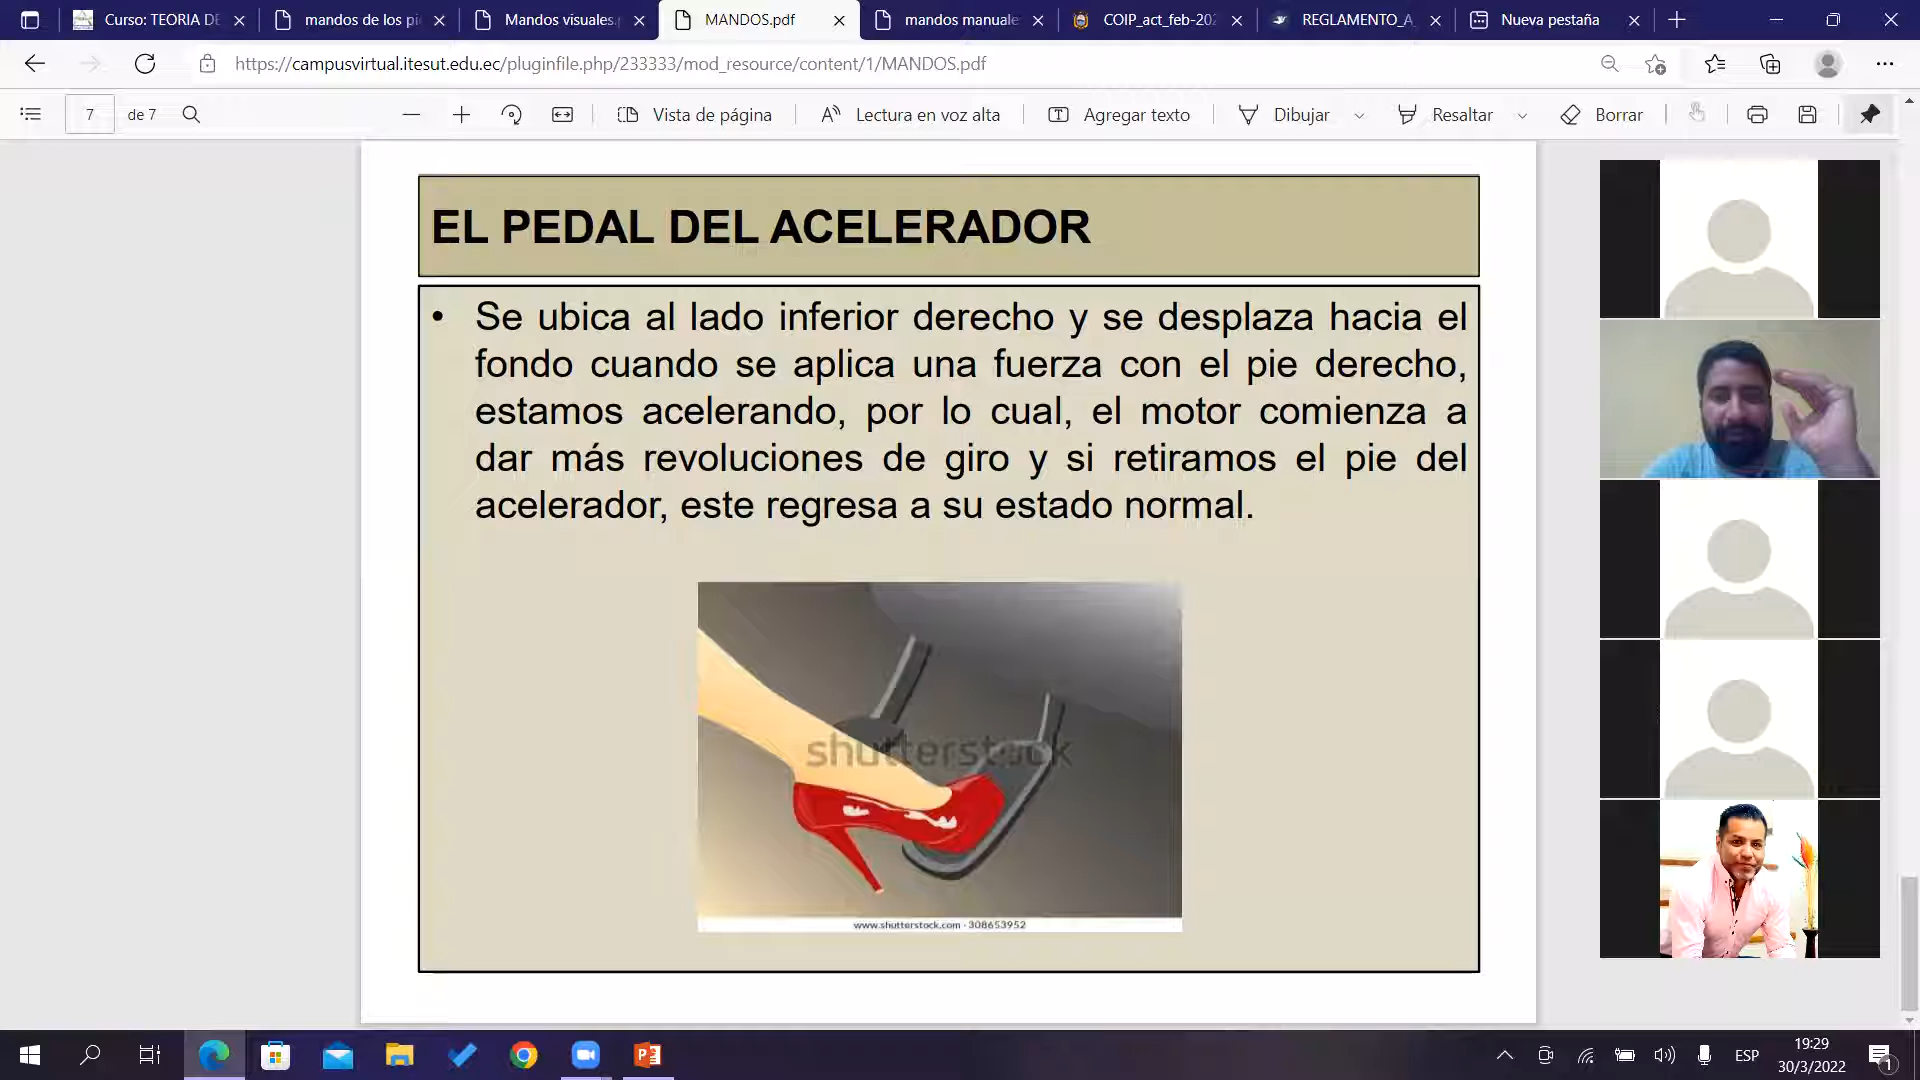 Curso: TEORIA DE
mandos de los pi
Mandos visuales.
MANDOS.pdf
mandos manuale
COIP_act_feb-202
REGLAMENTO_A
Nueva pestaña
https://campusvirtual.itesut.edu.ec/pluginfile.php/233333/mod_resource/content/1/MANDOS.pdf
7 de 7
Vista de página
Lectura en voz alta
Agregar texto
Dibujar
Resaltar
Borrar
EL PEDAL DEL ACELERADOR
• Se ubica al lado inferior derecho y se desplaza hacia el
fondo cuando se aplica una fuerza con el pie derecho,
estamos acelerando, por lo cual, el motor comienza a
dar más revoluciones de giro y si retiramos el pie del
acelerador, este regresa a su estado normal.
shutterstock
www.shutterstock.com · 308653952
ESP
19:29
30/3/2022
1